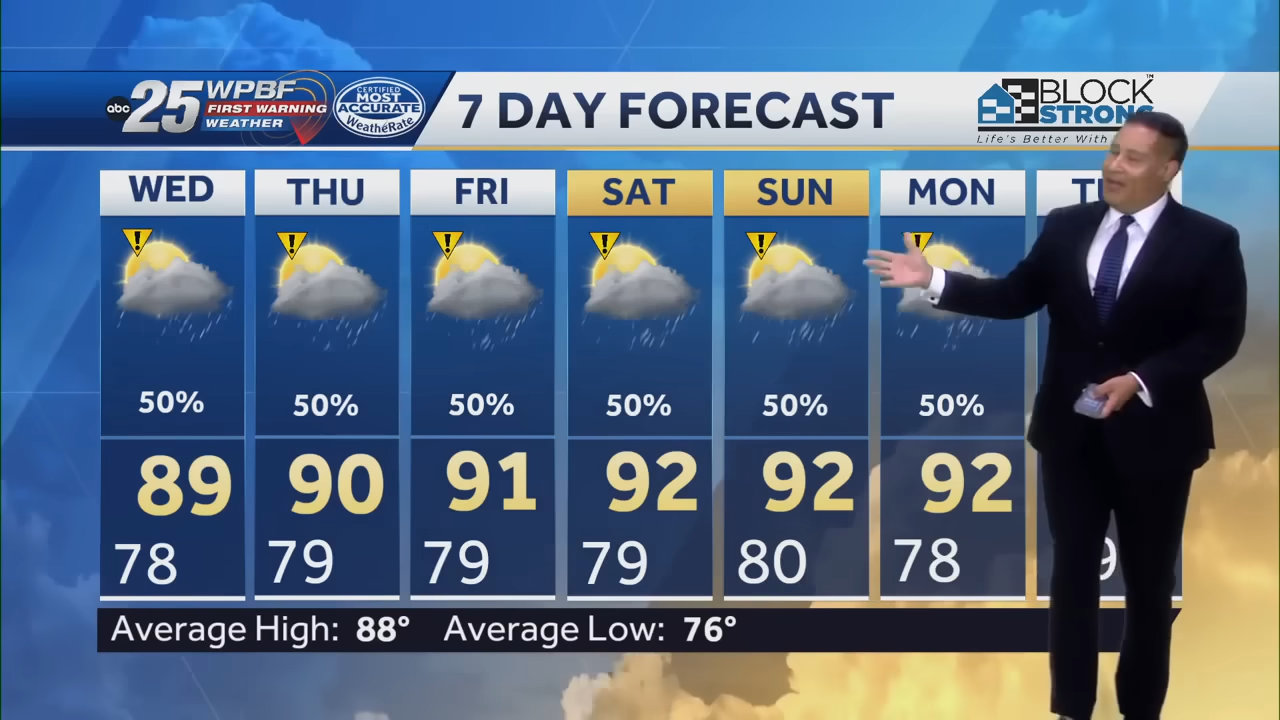 abc 25 WPBF
FIRST WARNING
WEATHER
CERTIFIED
MOST
ACCURATE
WeatheRate
7 DAY FORECAST
BLOCK™
STRONG
Life's Better With
WED THU FRI SAT SUN MON
! ! ! ! ! !
50% 50% 50% 50% 50% 50%
89 90 91 92 92 92
78 79 79 79 80 78 9
Average High: 88° Average Low: 76°